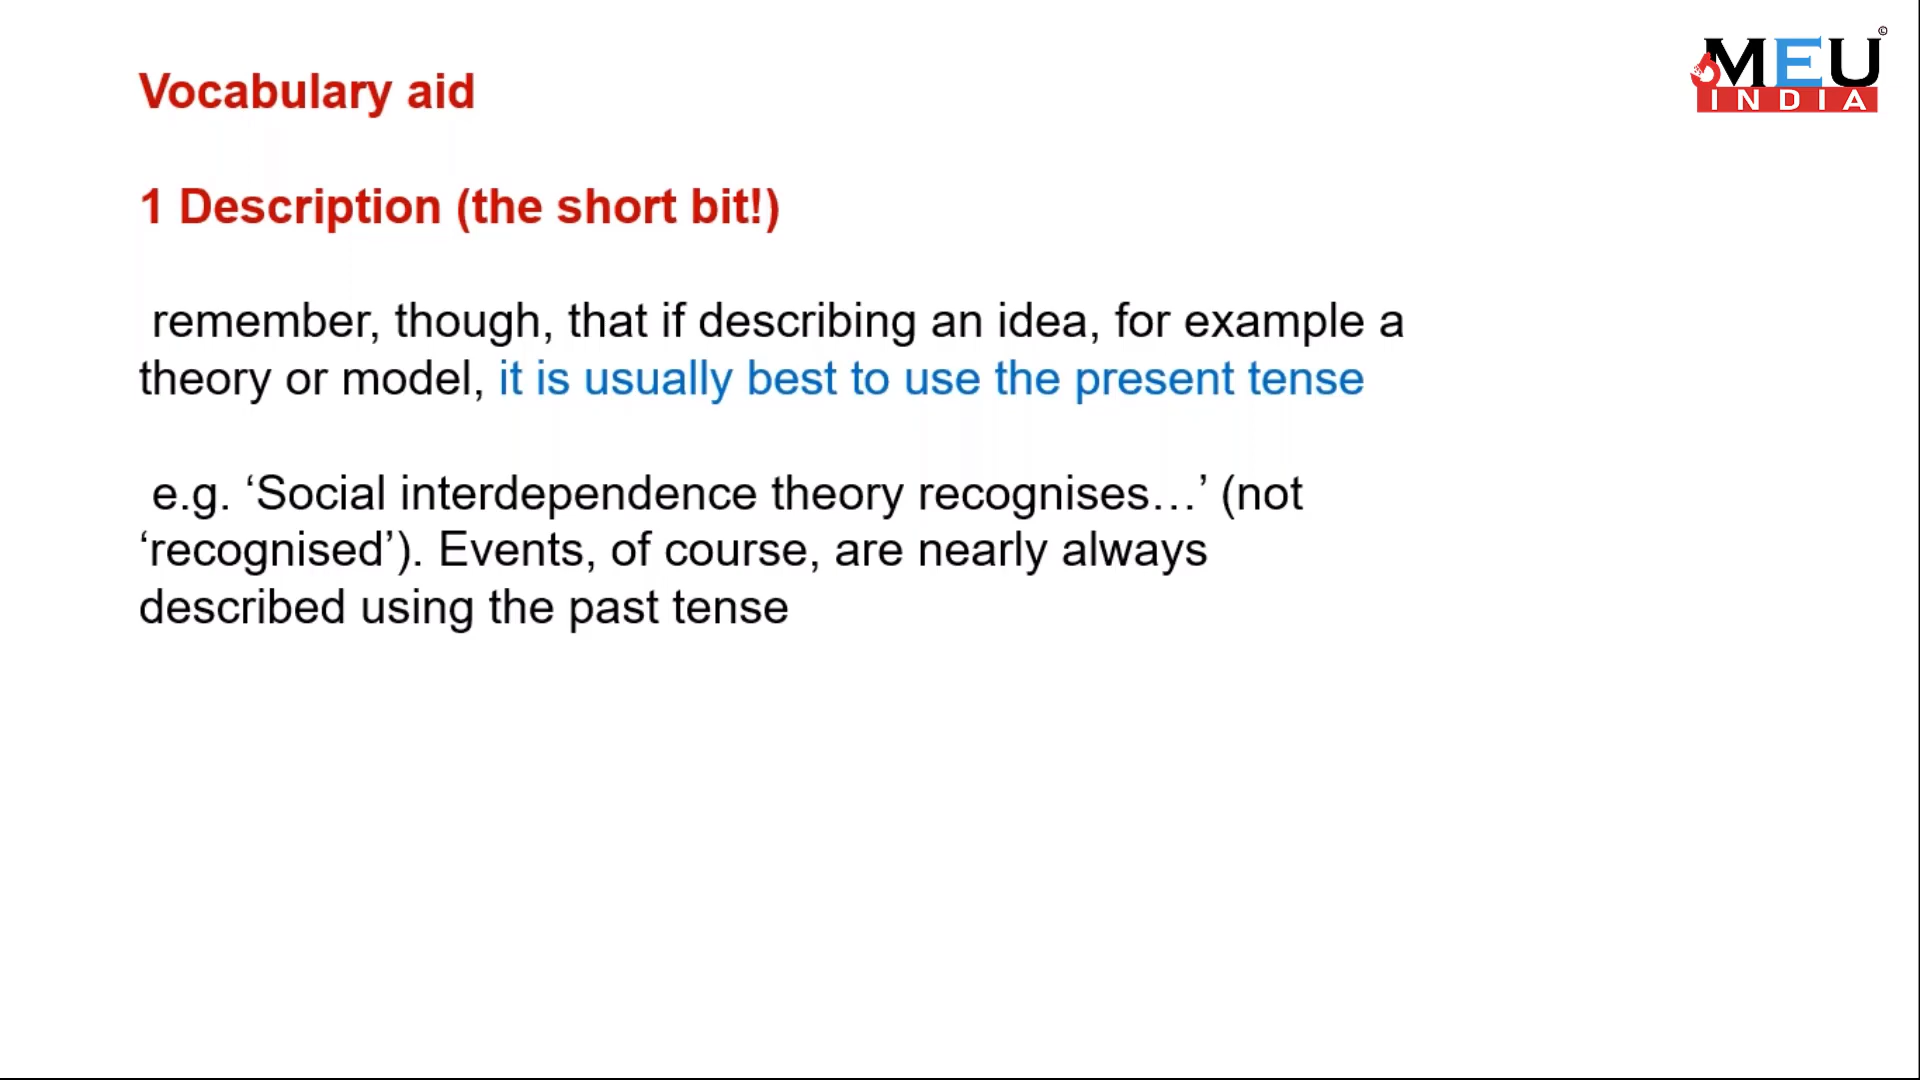 MEU
©
INDIA
Vocabulary aid
1 Description (the short bit!)
remember, though, that if describing an idea, for example a
theory or model, it is usually best to use the present tense
e.g. ‘Social interdependence theory recognises…’ (not
‘recognised’). Events, of course, are nearly always
described using the past tense